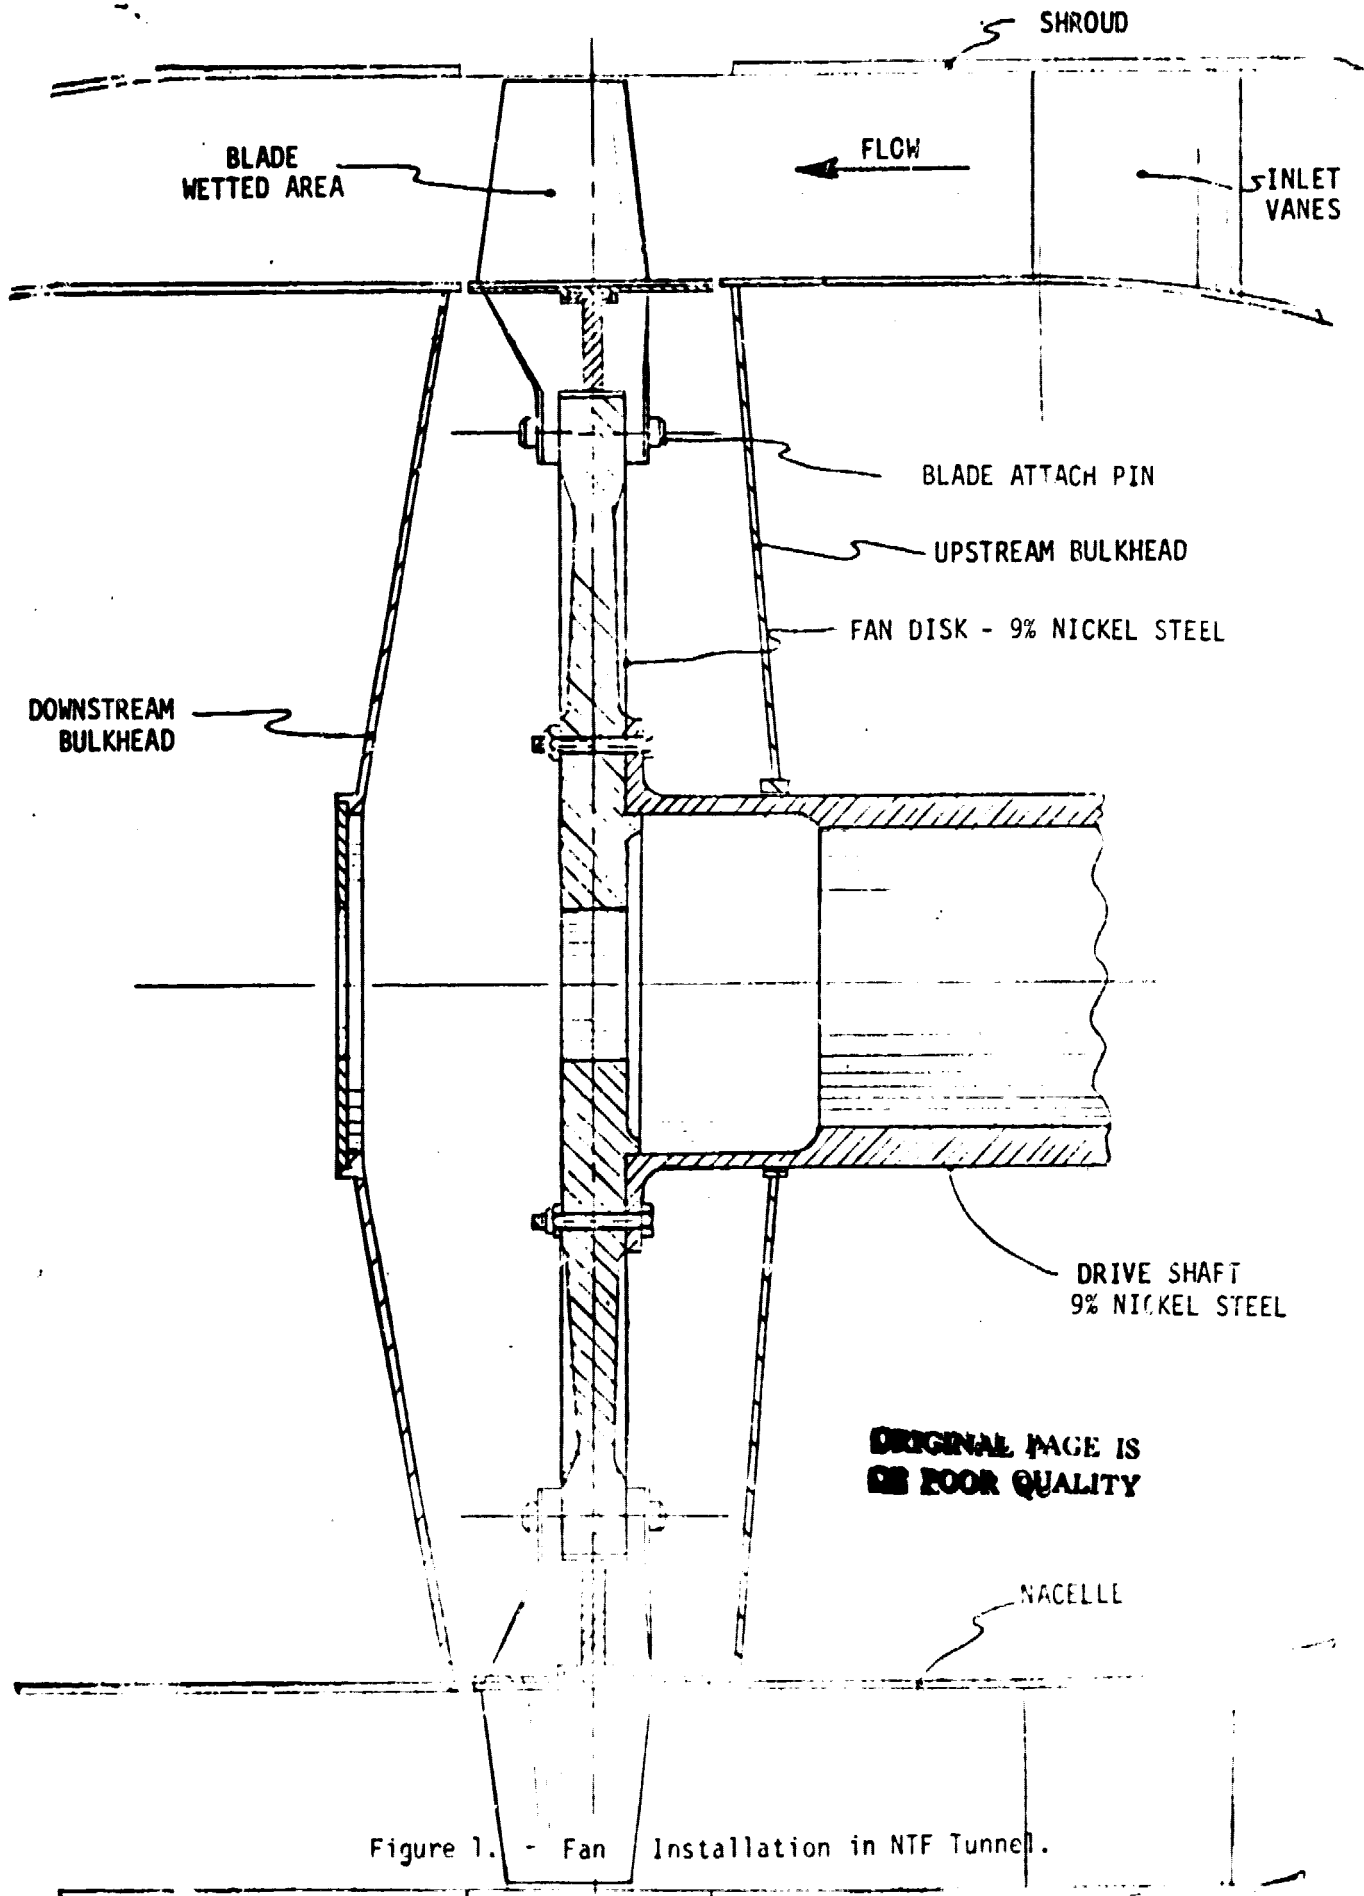 SHROUD
BLADE
WETTED AREA
FLOW
INLET
VANES
BLADE ATTACH PIN
UPSTREAM BULKHEAD
FAN DISK - 9% NICKEL STEEL
DOWNSTREAM
BULKHEAD
DRIVE SHAFT
9% NICKEL STEEL
ORIGINAL PAGE IS
OF POOR QUALITY
NACELLE
Figure 1. - Fan Installation in NTF Tunnel.